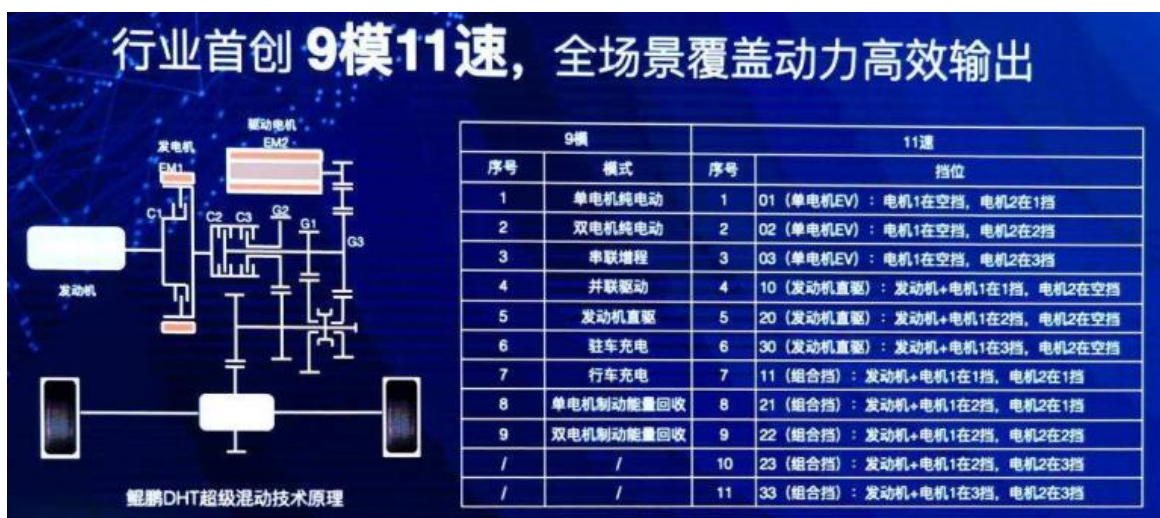 行业首创 9模11速，全场景覆盖动力高效输出
驱动电机
EM2
发电机
EM1
C1
C2 C3 G2 G1
G3
发动机
鲲鹏DHT超级混动技术原理
9模 11速
序号 模式 序号 挡位
1 单电机纯电动 1 01（单电机EV）：电机1在空挡，电机2在1挡
2 双电机纯电动 2 02（单电机EV）：电机1在空挡，电机2在2挡
3 串联增程 3 03（单电机EV）：电机1在空挡，电机2在3挡
4 并联驱动 4 10（发动机直驱）：发动机+电机1在1挡，电机2在空挡
5 发动机直驱 5 20（发动机直驱）：发动机+电机1在2挡，电机2在空挡
6 驻车充电 6 30（发动机直驱）：发动机+电机1在3挡，电机2在空挡
7 行车充电 7 11（组合挡）：发动机+电机1在1挡，电机2在1挡
8 单电机制动能量回收 8 21（组合挡）：发动机+电机1在2挡，电机2在1挡
9 双电机制动能量回收 9 22（组合挡）：发动机+电机1在2挡，电机2在2挡
/ / 10 23（组合挡）：发动机+电机1在2挡，电机2在3挡
/ / 11 33（组合挡）：发动机+电机1在3挡，电机2在3挡